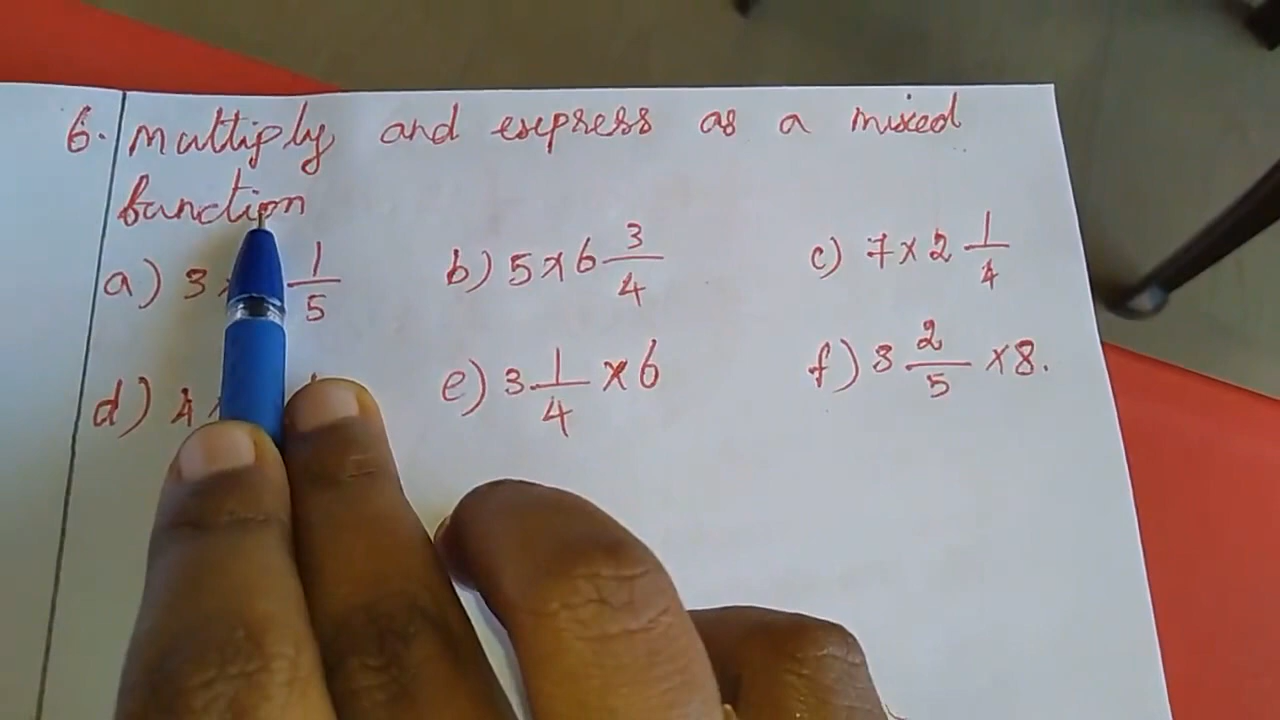 6. Multiply and express as a mixed
function
a) 3 1/5 b) 5 x 6 3/4 c) 7 x 2 1/4
d) 4 e) 3 1/4 x 6 f) 3 2/5 x 8.